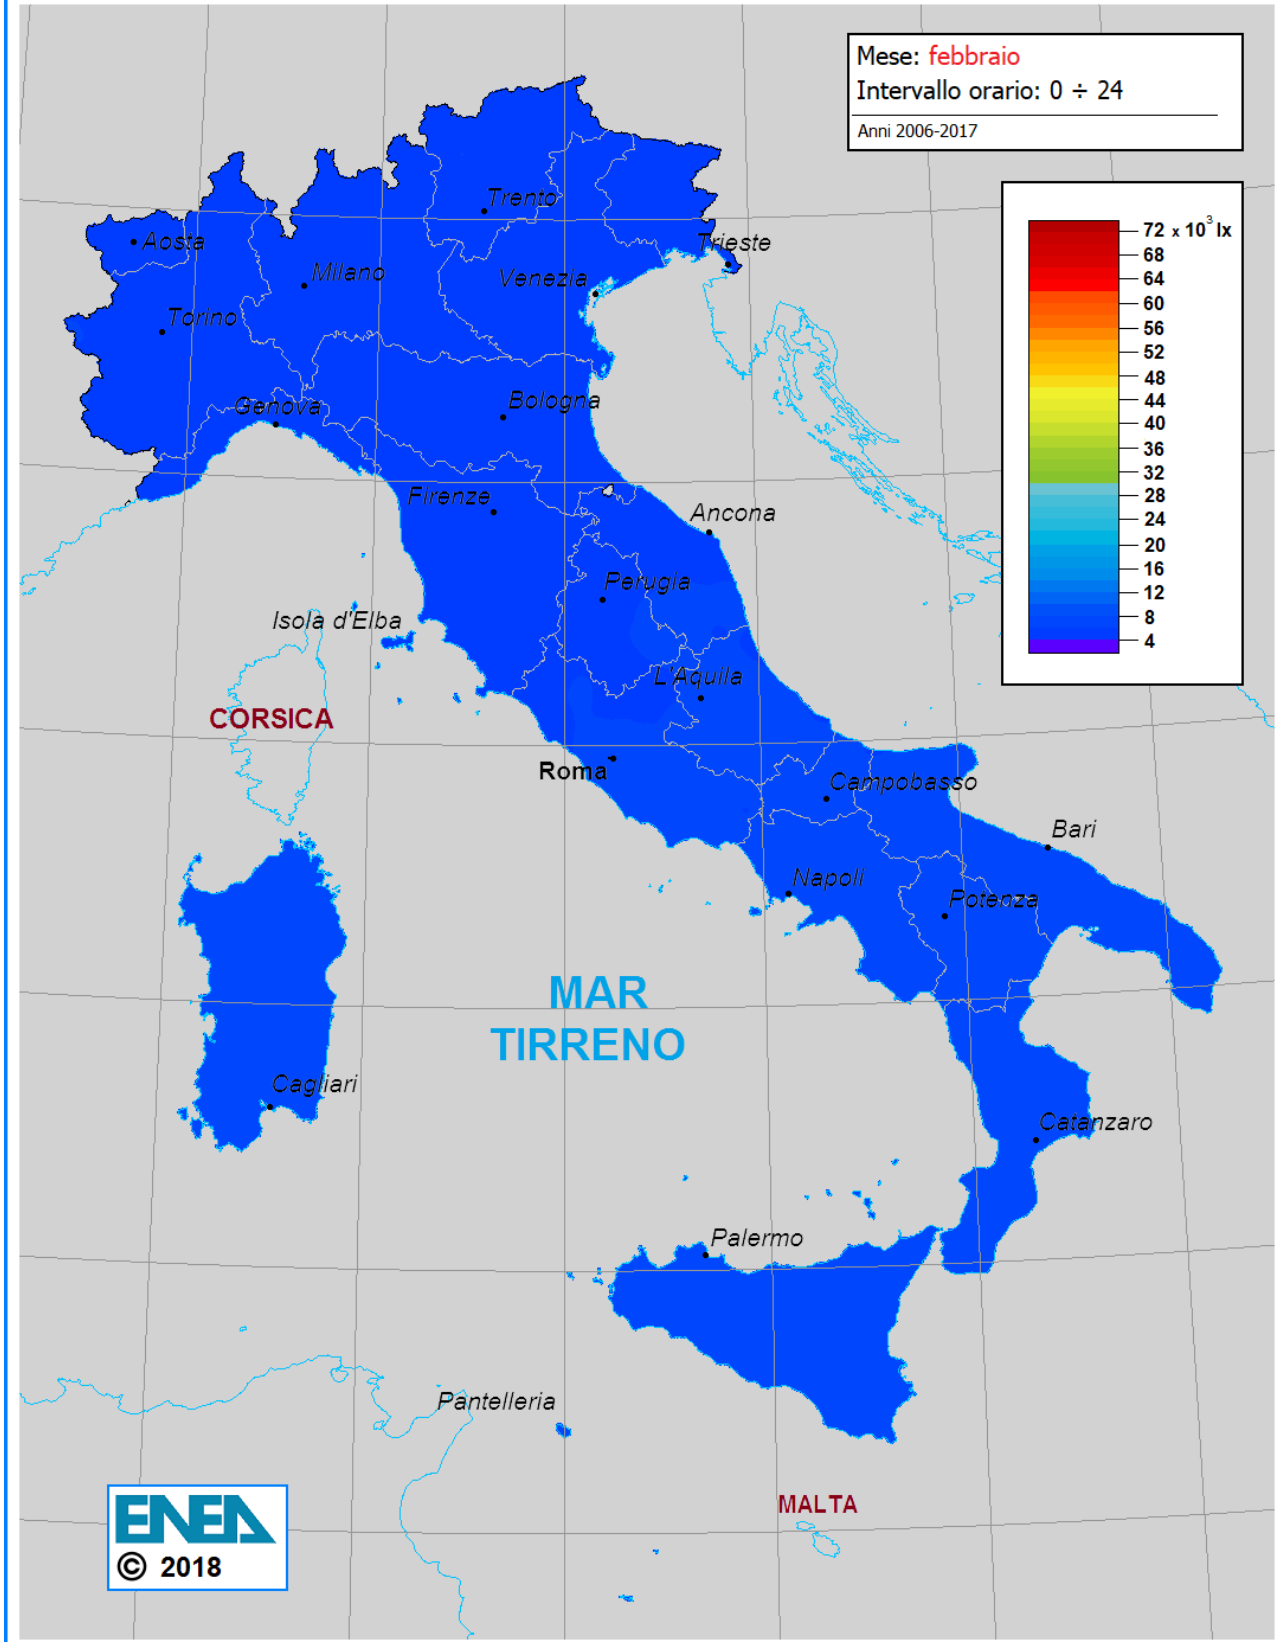 Mese: febbraio
Intervallo orario: 0 ÷ 24
Anni 2006-2017
72 x 10³ lx
68
64
60
56
52
48
44
40
36
32
28
24
20
16
12
8
4
Trento
Aosta
Trieste
Milano
Venezia
Torino
Genova
Bologna
Firenze
Ancona
Perugia
Isola d'Elba
L'Aquila
CORSICA
Roma
Campobasso
Bari
Napoli
Potenza
MAR
TIRRENO
Cagliari
Catanzaro
Palermo
Pantelleria
MALTA
ENEA
© 2018